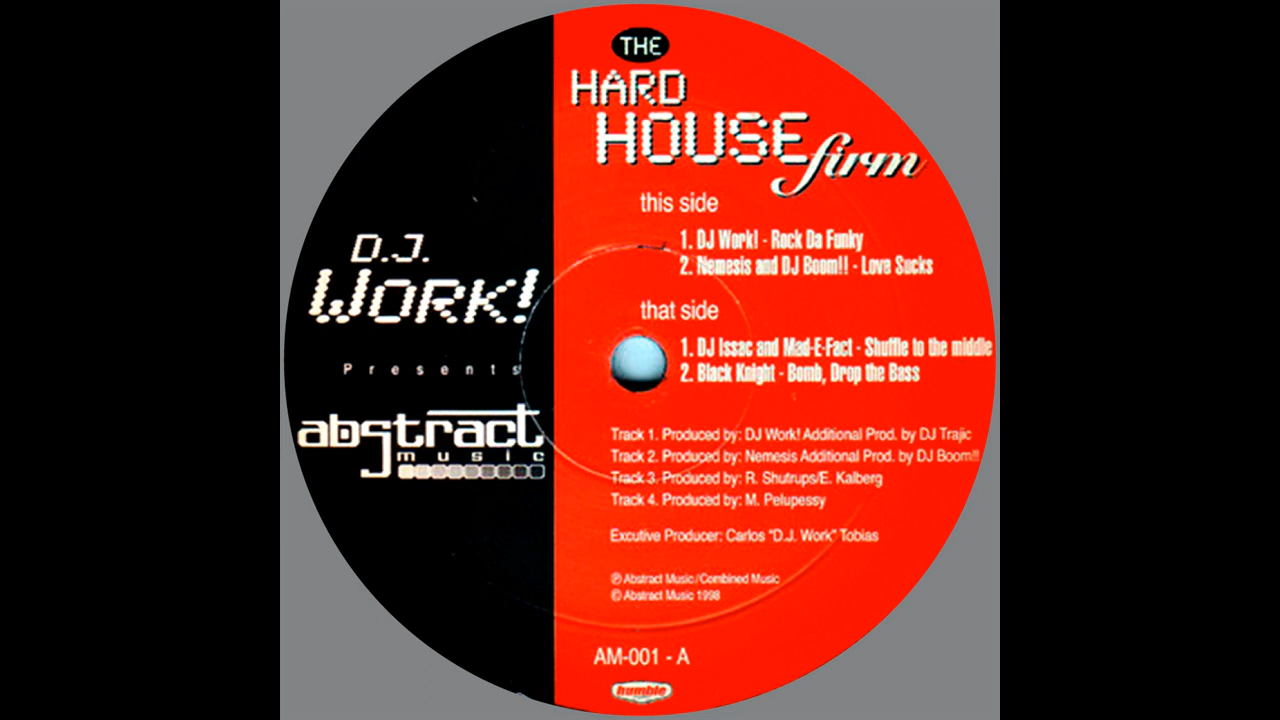 D.J.
WORK!
Presents
abstract
music
THE
HARD
HOUSE
firm
this side
1. DJ Work! - Rock Da Funky
2. Nemesis and DJ Boom!! - Love Sucks
that side
1. DJ Issac and Mad-E-Fact - Shuffle to the middle
2. Black Knight - Bomb, Drop the Bass
Track 1. Produced by: DJ Work! Additional Prod. by DJ Trajic
Track 2. Produced by: Nemesis Additional Prod. by DJ Boom!!
Track 3. Produced by: R. Shutrups/E. Kalberg
Track 4. Produced by: M. Pelupessy
Excutive Producer: Carlos "D.J. Work" Tobias
℗ Abstract Music/Combined Music
© Abstract Music 1998
AM-001 - A
humble